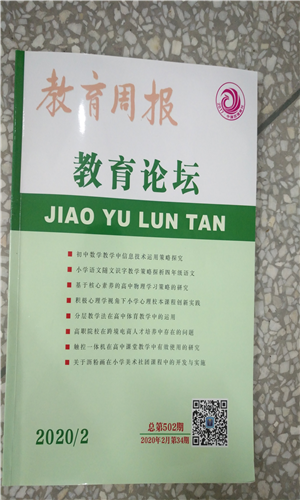 教育周报
教育论坛
JIAO YU LUN TAN
初中数学教学中信息技术运用策略探究
小学语文随文识字教学策略探析四年级语文
基于核心素养的高中物理学习策略的研究
积极心理学视角下小学心理校本课程创新实践
分层教学法在高中体育教学中的运用
高职院校在跨境电商人才培养中存在的问题
触控一体机在高中课堂教学中有效使用的研究
关于酒粉画在小学美术社团课程中的开发与实施
总第502期
2020年2月第34期
2020/2